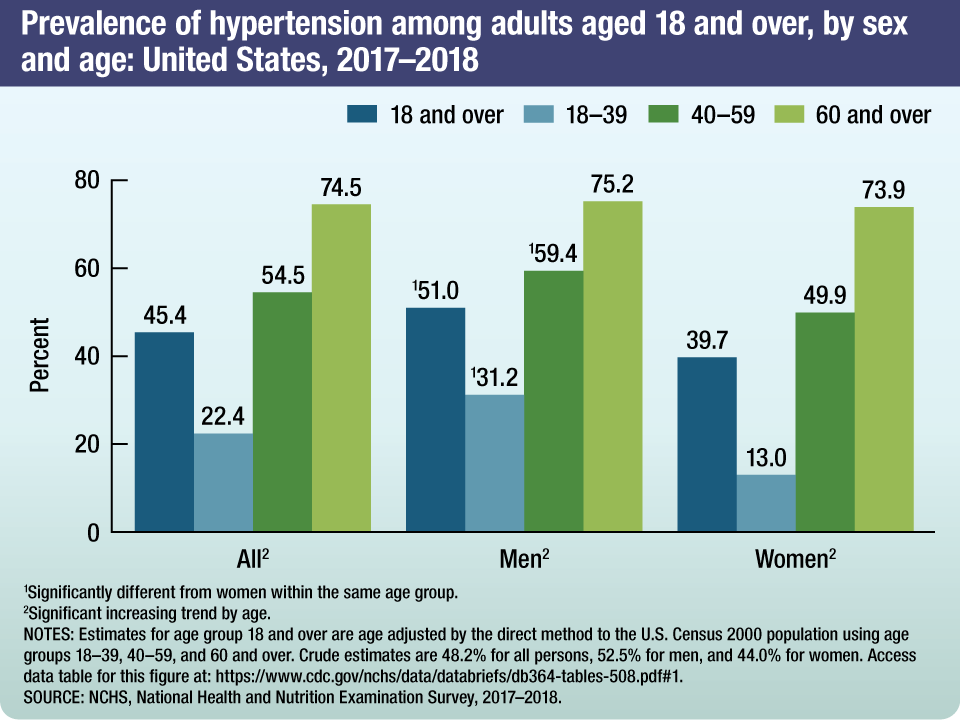 Prevalence of hypertension among adults aged 18 and over, by sex
and age: United States, 2017–2018
18 and over 18–39 40–59 60 and over
Percent
80
60
40
20
0
45.4
22.4
54.5
74.5
¹51.0
¹31.2
¹59.4
75.2
39.7
13.0
49.9
73.9
All² Men² Women²
¹Significantly different from women within the same age group.
²Significant increasing trend by age.
NOTES: Estimates for age group 18 and over are age adjusted by the direct method to the U.S. Census 2000 population using age
groups 18–39, 40–59, and 60 and over. Crude estimates are 48.2% for all persons, 52.5% for men, and 44.0% for women. Access
data table for this figure at: https://www.cdc.gov/nchs/data/databriefs/db364-tables-508.pdf#1.
SOURCE: NCHS, National Health and Nutrition Examination Survey, 2017–2018.